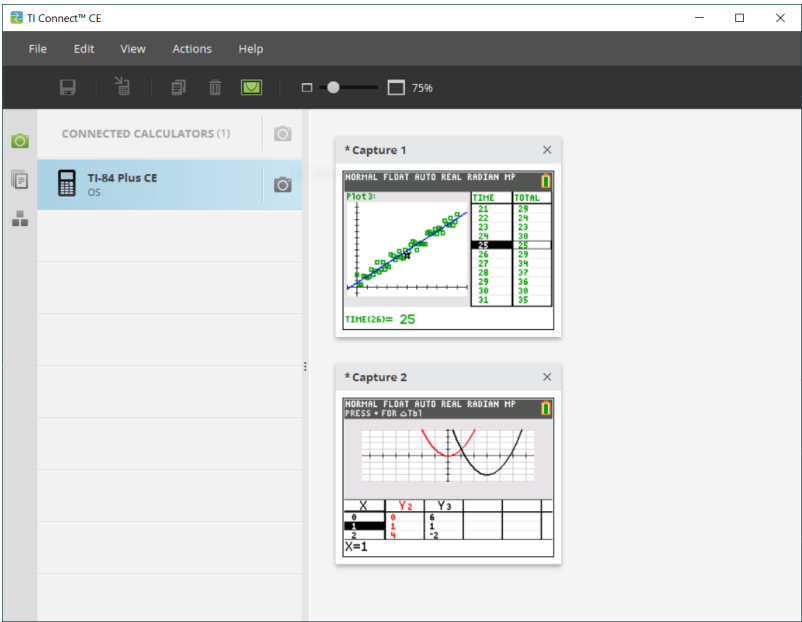 TI Connect™ CE
File Edit View Actions Help
75%
CONNECTED CALCULATORS (1)
TI-84 Plus CE
OS
*Capture 1
NORMAL FLOAT AUTO REAL RADIAN MP
Plot3:
TIME TOTAL
21 29
22 24
23 23
24 30
25 25
26 29
27 34
28 37
29 36
30 30
31 35
TIME(26)= 25
*Capture 2
NORMAL FLOAT AUTO REAL RADIAN MP
PRESS + FOR △Tb1
X Y2 Y3
0 0 6
1 1 1
2 4 -2
X=1